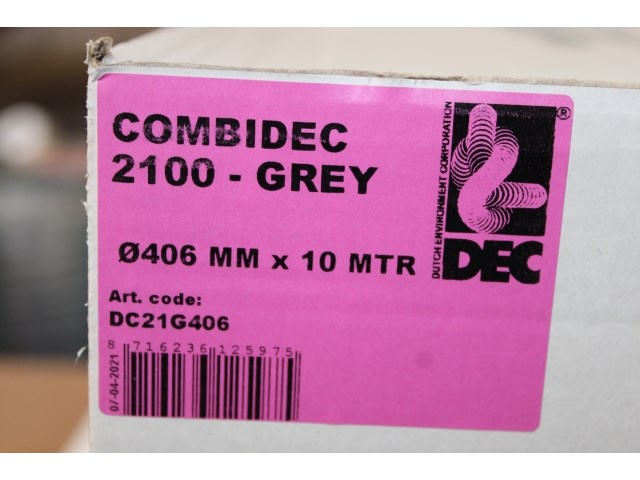 COMBIDEC
2100 - GREY
Ø406 MM x 10 MTR
Art. code:
DC21G406
8 716236 125975
07-04-2021
DUTCH ENVIRONMENT CORPORATION
®
DEC